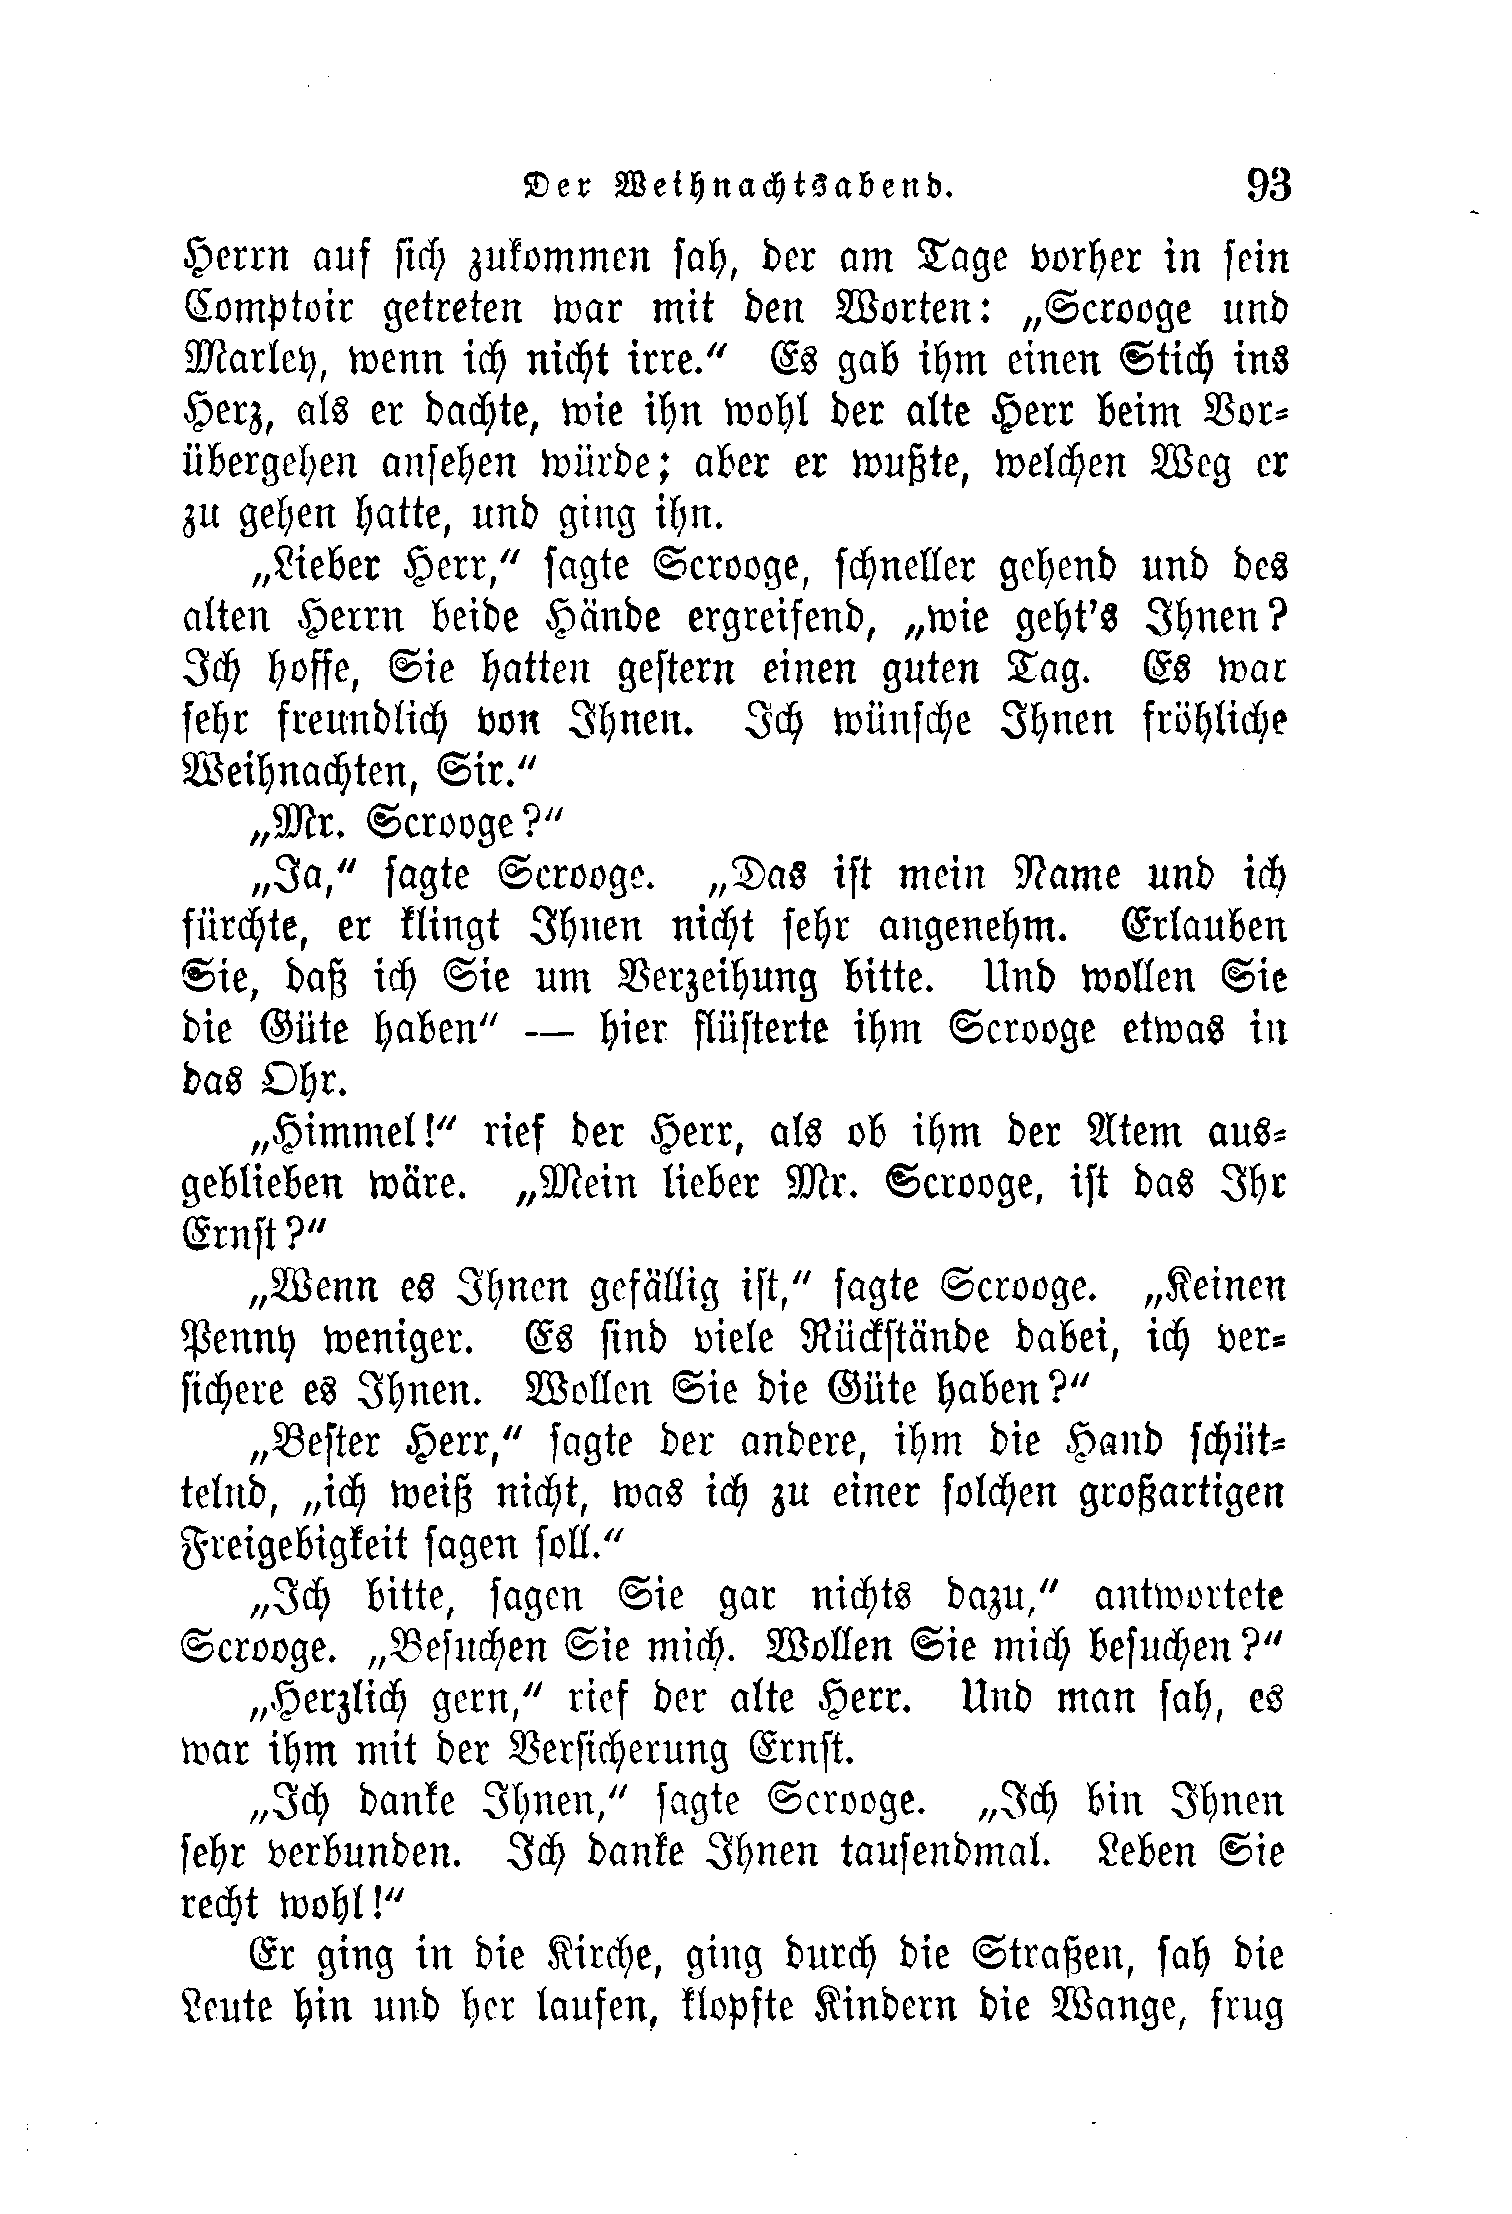 Der Weihnachtsabend. 93
Herrn auf sich zukommen sah, der am Tage vorher in sein
Comptoir getreten war mit den Worten: „Scrooge und
Marley, wenn ich nicht irre.“ Es gab ihm einen Stich ins
Herz, als er dachte, wie ihn wohl der alte Herr beim Vor-
übergehen ansehen würde; aber er wußte, welchen Weg er
zu gehen hatte, und ging ihn.
„Lieber Herr,“ sagte Scrooge, schneller gehend und des
alten Herrn beide Hände ergreifend, „wie geht's Ihnen?
Ich hoffe, Sie hatten gestern einen guten Tag. Es war
sehr freundlich von Ihnen. Ich wünsche Ihnen fröhliche
Weihnachten, Sir.“
„Mr. Scrooge?“
„Ja,“ sagte Scrooge. „Das ist mein Name und ich
fürchte, er klingt Ihnen nicht sehr angenehm. Erlauben
Sie, daß ich Sie um Verzeihung bitte. Und wollen Sie
die Güte haben“ — hier flüsterte ihm Scrooge etwas in
das Ohr.
„Himmel!“ rief der Herr, als ob ihm der Atem aus-
geblieben wäre. „Mein lieber Mr. Scrooge, ist das Ihr
Ernst?“
„Wenn es Ihnen gefällig ist,“ sagte Scrooge. „Keinen
Penny weniger. Es sind viele Rückstände dabei, ich ver-
sichere es Ihnen. Wollen Sie die Güte haben?“
„Bester Herr,“ sagte der andere, ihm die Hand schüt-
telnd, „ich weiß nicht, was ich zu einer solchen großartigen
Freigebigkeit sagen soll.“
„Ich bitte, sagen Sie gar nichts dazu,“ antwortete
Scrooge. „Besuchen Sie mich. Wollen Sie mich besuchen?“
„Herzlich gern,“ rief der alte Herr. Und man sah, es
war ihm mit der Versicherung Ernst.
„Ich danke Ihnen,“ sagte Scrooge. „Ich bin Ihnen
sehr verbunden. Ich danke Ihnen tausendmal. Leben Sie
recht wohl!“
Er ging in die Kirche, ging durch die Straßen, sah die
Leute hin und her laufen, klopfte Kindern die Wange, frug